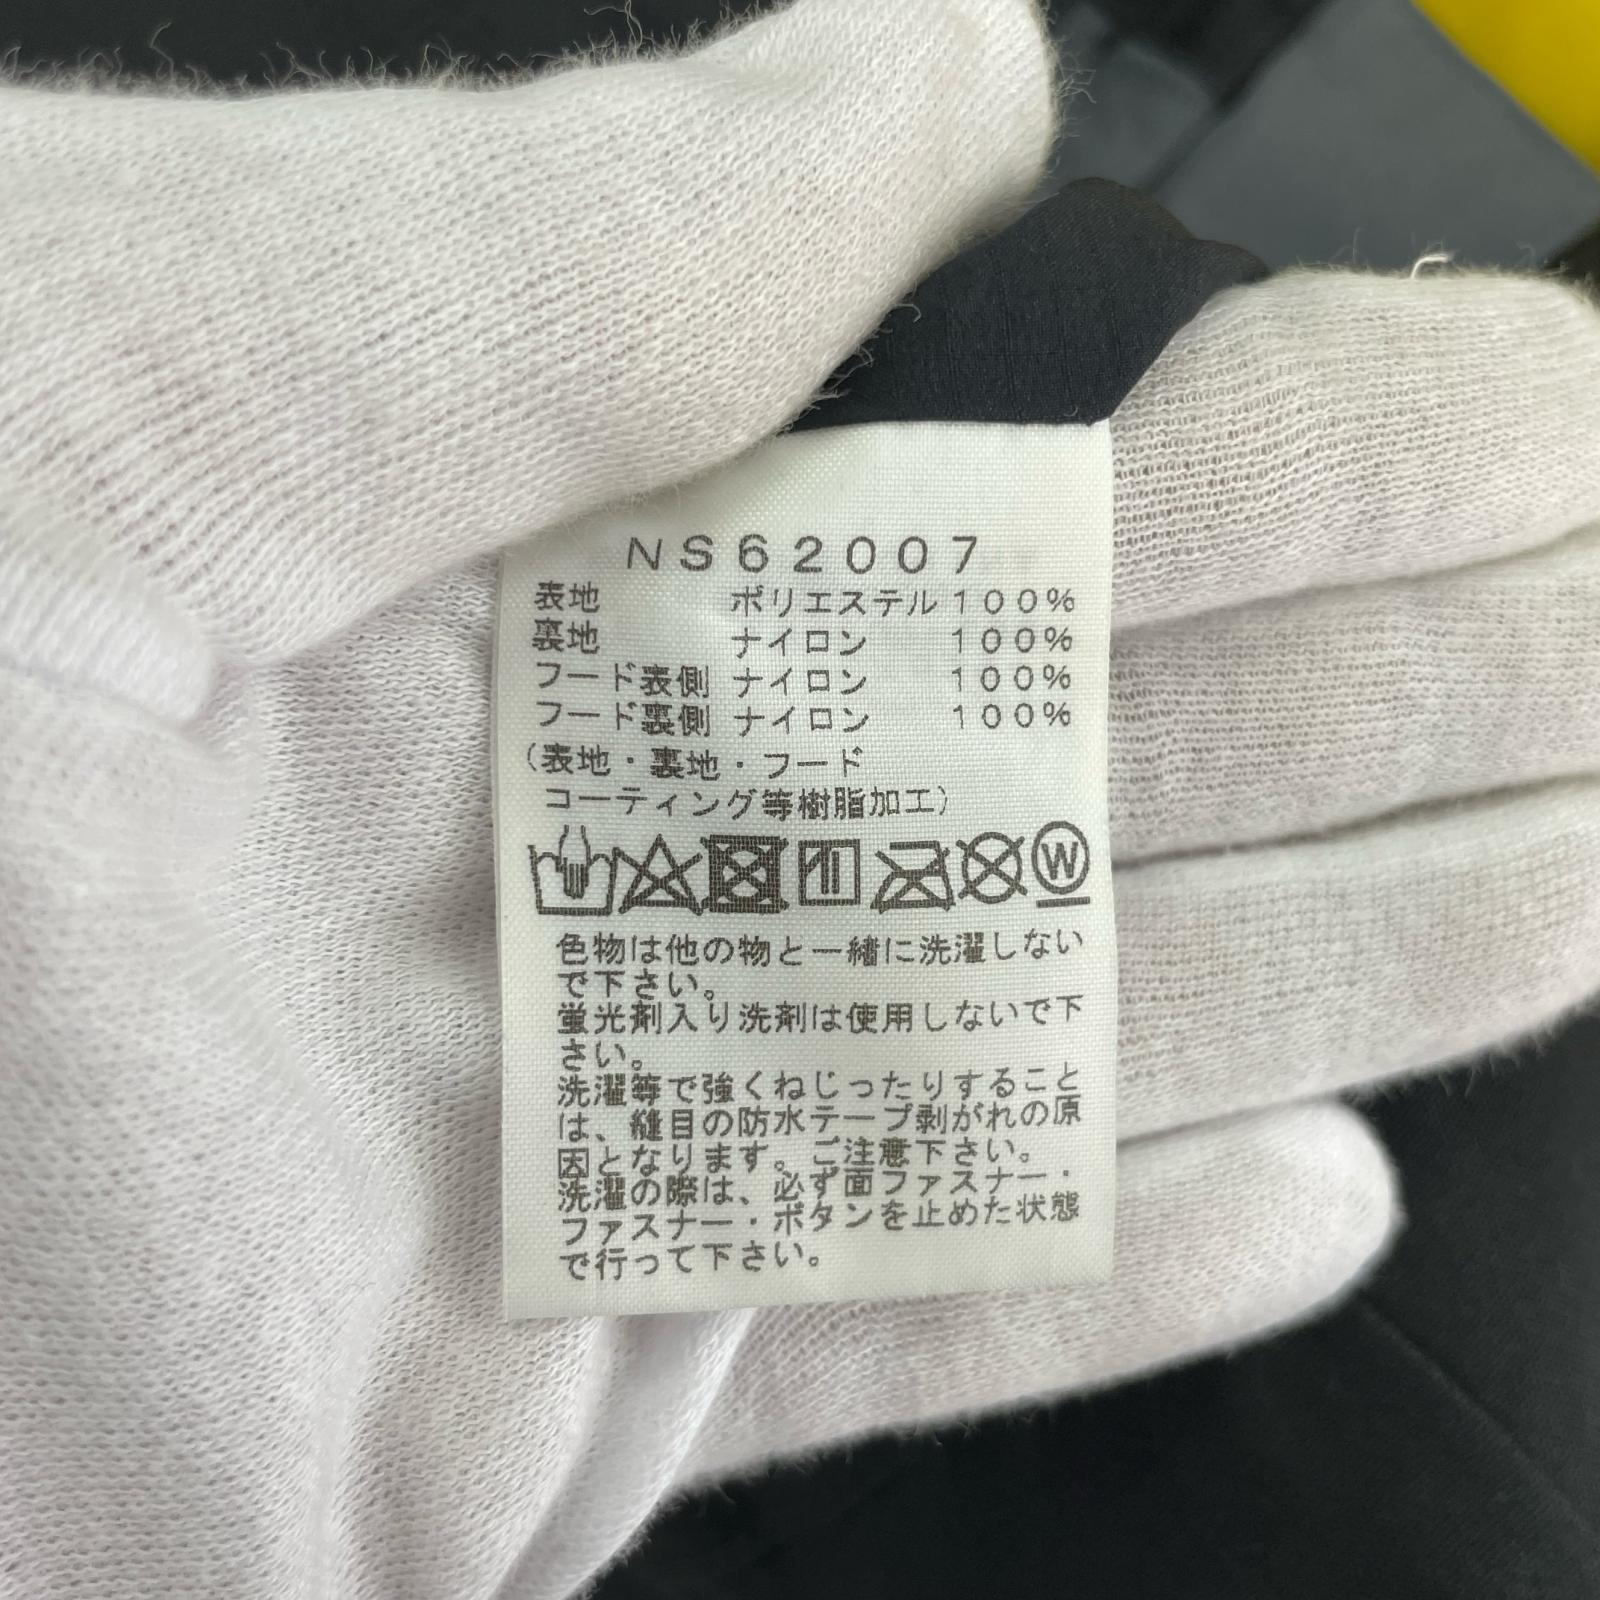 NS62007
表地 ポリエステル 100%
裏地 ナイロン 100%
フード表側 ナイロン 100%
フード裏側 ナイロン 100%
(表地・裏地・フード
コーティング等樹脂加工)
W
色物は他の物と一緒に洗濯しない
で下さい。
蛍光剤入り洗剤は使用しないで下
さい。
洗濯等で強くねじったりすること
は、縫目の防水テープ剥がれの原
因となります。ご注意下さい。
洗濯の際は、必ず面ファスナー・
ファスナー・ボタンを止めた状態
で行って下さい。